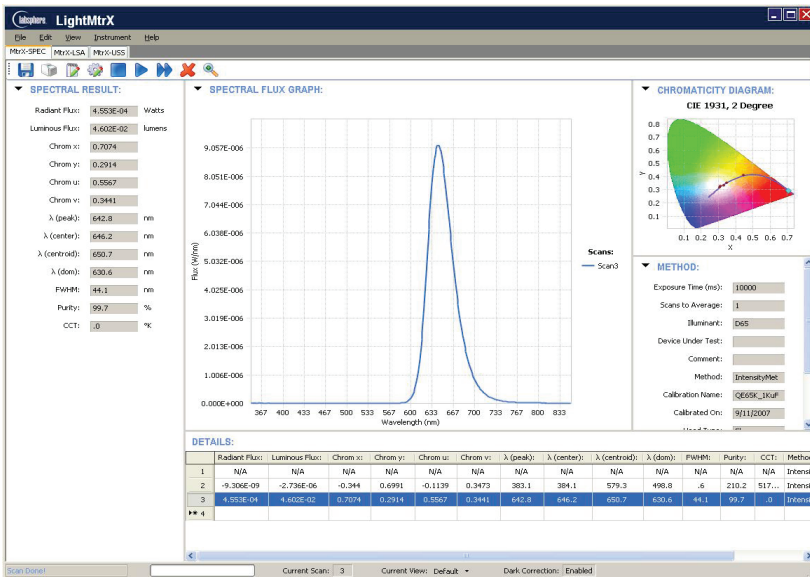 labsphere LightMtrX
File Edit View Instrument Help
MtrX-SPEC MtrX-LSA MtrX-USS
SPECTRAL RESULT:
Radiant Flux: 4.553E-04 Watts
Luminous Flux: 4.602E-02 lumens
Chrom x: 0.7074
Chrom y: 0.2914
Chrom u: 0.5567
Chrom v: 0.3441
λ (peak): 642.8 nm
λ (center): 646.2 nm
λ (centroid): 650.7 nm
λ (dom): 630.6 nm
FWHM: 44.1 nm
Purity: 99.7 %
CCT: .0 °K
SPECTRAL FLUX GRAPH:
9.057E-006
8.051E-006
7.044E-006
6.038E-006
5.032E-006
4.025E-006
3.019E-006
2.013E-006
1.006E-006
0.000E+000
Flux (W/nm)
367 400 433 467 500 533 567 600 633 667 700 733 767 800 833
Wavelength (nm)
Scans:
Scan3
CHROMATICITY DIAGRAM:
CIE 1931, 2 Degree
0.8
0.7
0.6
0.5
0.4
0.3
0.2
0.1
Y
0.1 0.2 0.3 0.4 0.5 0.6 0.7
X
METHOD:
Exposure Time (ms): 10000
Scans to Average: 1
Illuminant: D65
Device Under Test:
Comment:
Method: IntensityMet
Calibration Name: QE65K_1KuF
Calibrated On: 9/11/2007
DETAILS:
Radiant Flux: Luminous Flux: Chrom x: Chrom y: Chrom u: Chrom v: λ (peak): λ (center): λ (centroid): λ (dom): FWHM: Purity: CCT: Method
1 N/A N/A N/A N/A N/A N/A N/A N/A N/A N/A N/A N/A N/A Intensi
2 -9.306E-09 -2.736E-06 -0.344 0.6991 -0.1139 0.3473 383.1 384.1 579.3 498.8 .6 210.2 517... Intensi
3 4.553E-04 4.602E-02 0.7074 0.2914 0.5567 0.3441 642.8 646.2 650.7 630.6 44.1 99.7 .0 Intensi
4
Scan Done! Current Scan: 3 Current View: Default Dark Correction: Enabled